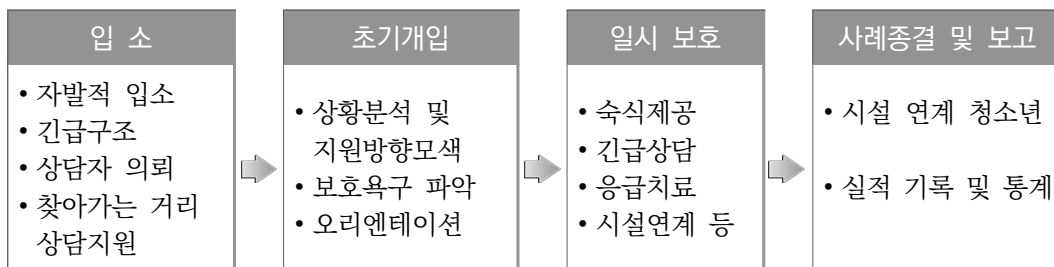 입 소
• 자발적 입소
• 긴급구조
• 상담자 의뢰
• 찾아가는 거리
상담지원
초기개입
• 상황분석 및
지원방향모색
• 보호욕구 파악
• 오리엔테이션
일시 보호
• 숙식제공
• 긴급상담
• 응급치료
• 시설연계 등
사례종결 및 보고
• 시설 연계 청소년
• 실적 기록 및 통계